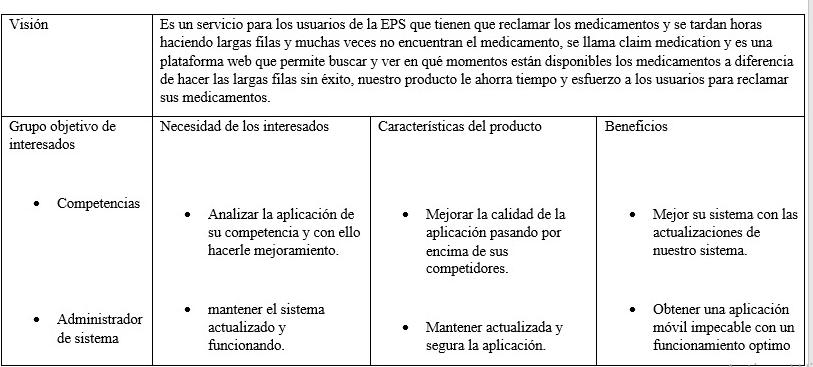 Visión
Es un servicio para los usuarios de la EPS que tienen que reclamar los medicamentos y se tardan horas
haciendo largas filas y muchas veces no encuentran el medicamento, se llama claim medication y es una
plataforma web que permite buscar y ver en qué momentos están disponibles los medicamentos a diferencia
de hacer las largas filas sin éxito, nuestro producto le ahorra tiempo y esfuerzo a los usuarios para reclamar
sus medicamentos.
Grupo objetivo de
interesados
• Competencias
• Administrador
de sistema
Necesidad de los interesados
• Analizar la aplicación de
su competencia y con ello
hacerle mejoramiento.
• mantener el sistema
actualizado y
funcionando.
Características del producto
• Mejorar la calidad de la
aplicación pasando por
encima de sus
competidores.
• Mantener actualizada y
segura la aplicación.
Beneficios
• Mejor su sistema con las
actualizaciones de
nuestro sistema.
• Obtener una aplicación
móvil impecable con un
funcionamiento optimo